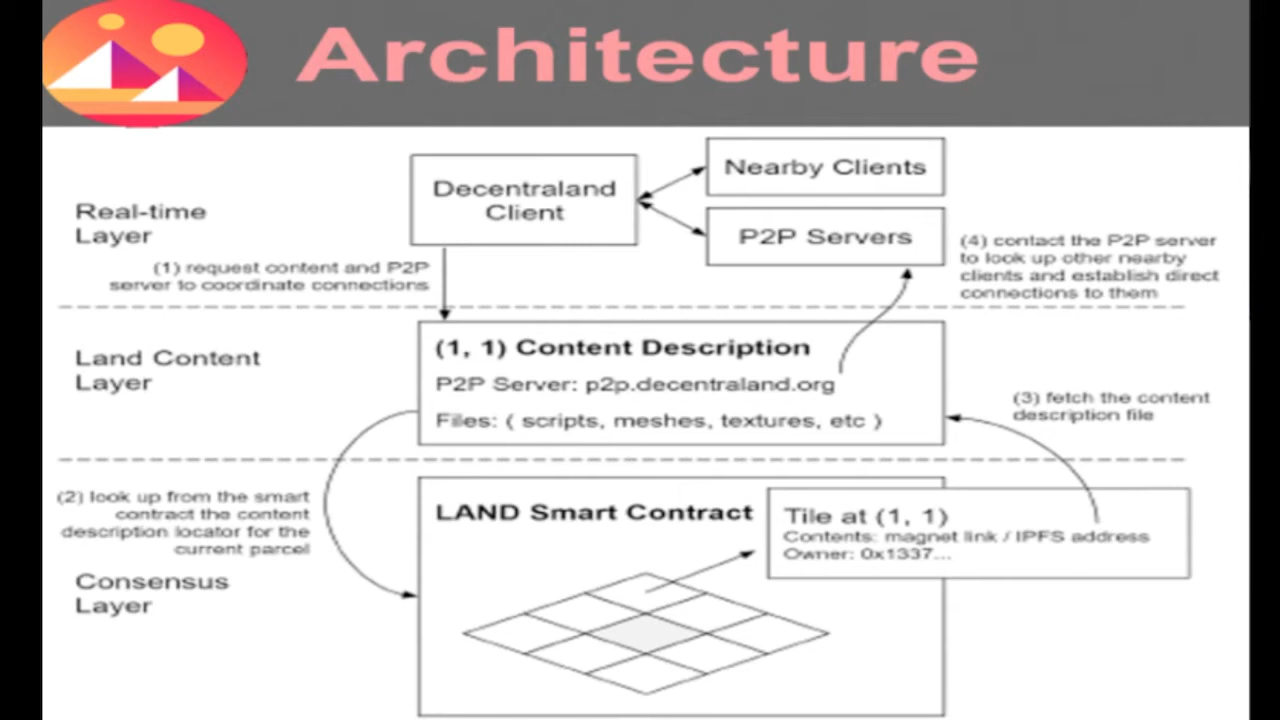 Architecture
Decentraland
Client
Nearby Clients
P2P Servers
Real-time
Layer
(1) request content and P2P
server to coordinate connections
(4) contact the P2P server
to look up other nearby
clients and establish direct
connections to them
Land Content
Layer
(1, 1) Content Description
P2P Server: p2p.decentraland.org
Files: ( scripts, meshes, textures, etc )
(3) fetch the content
description file
(2) look up from the smart
contract the content
description locator for the
current parcel
Consensus
Layer
LAND Smart Contract
Tile at (1, 1)
Contents: magnet link / IPFS address
Owner: 0x1337...